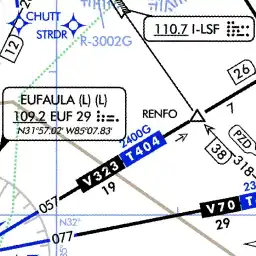 CHUTT
STRDR
12
R-3002G
110.7 I-LSF
26
EUFAULA (L) (L)
109.2 EUF 29
N31°57.02' W85°07.83'
RENFO
7
2400G
V323 T404
19
38
318
PZD
057
N32°
077
V70
29